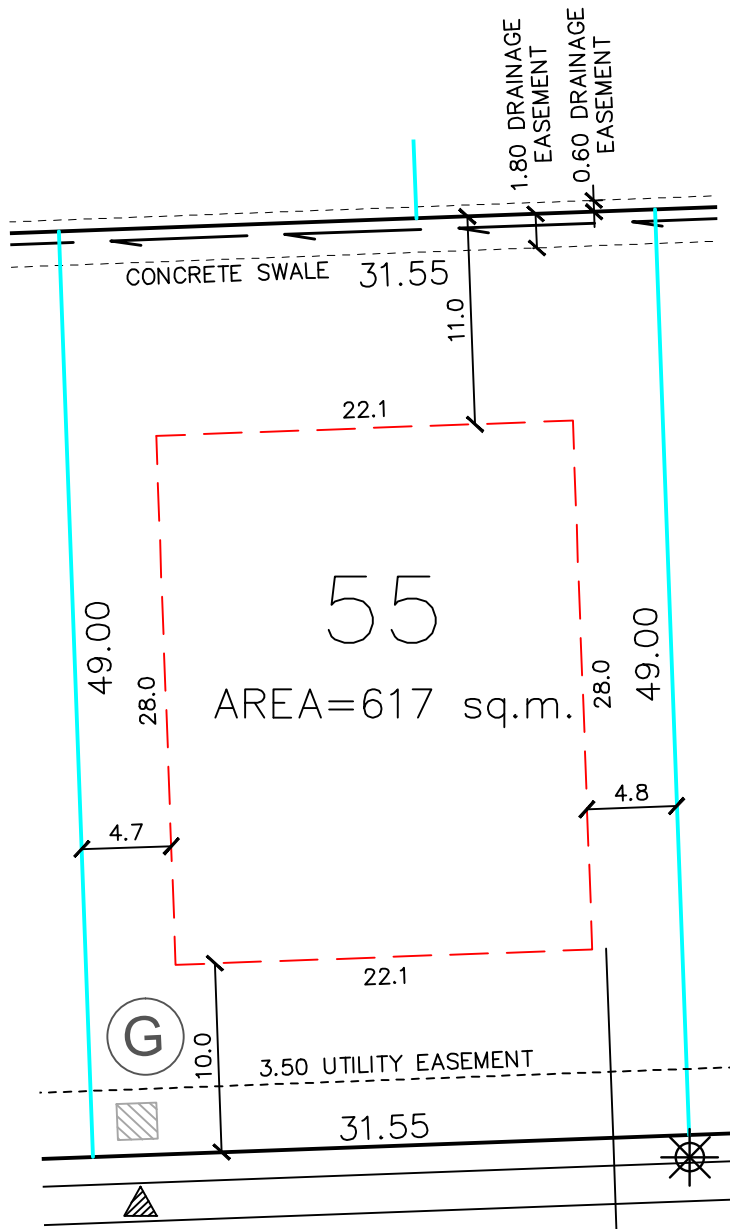 1.80 DRAINAGE
EASEMENT
0.60 DRAINAGE
EASEMENT
CONCRETE SWALE
31.55
11.0
22.1
55
AREA=617 sq.m.
49.00
28.0
28.0
49.00
4.7
4.8
22.1
G
10.0
3.50 UTILITY EASEMENT
31.55